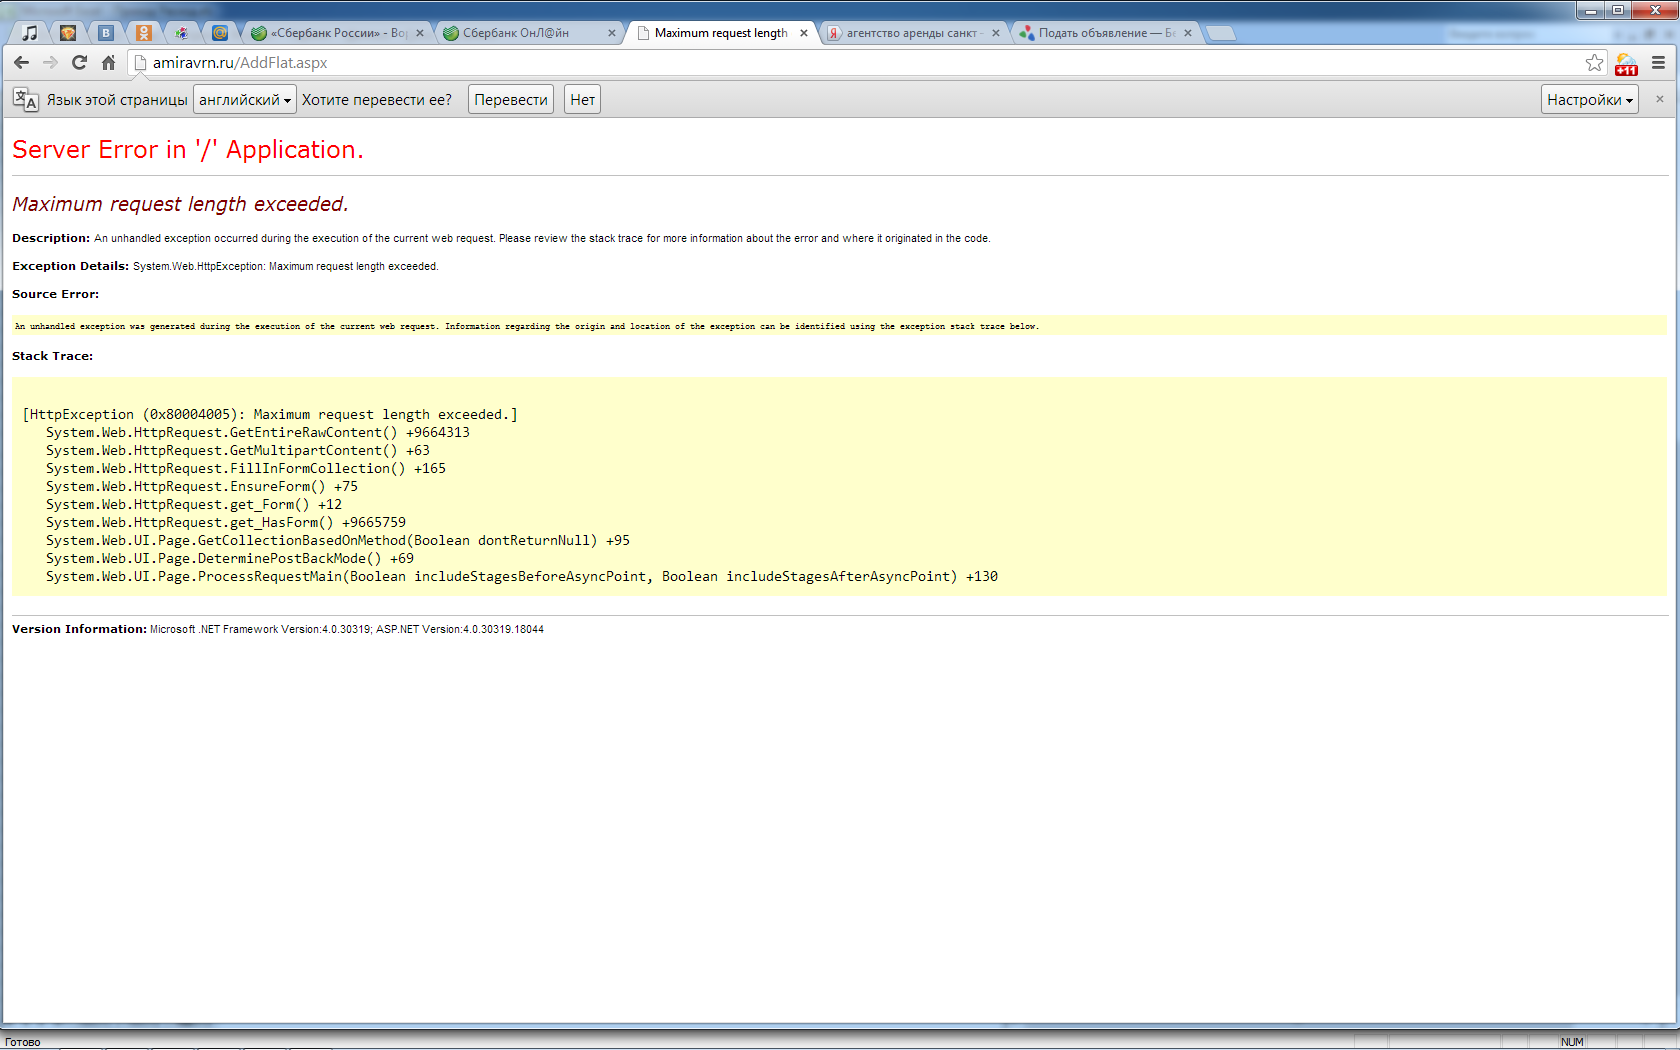 «Сбербанк России» - Во
Сбербанк ОнЛ@йн
Maximum request length
агентство аренды санкт
Подать объявление — Бе
amiravrn.ru/AddFlat.aspx
+11
Язык этой страницы английский Хотите перевести ее? Перевести Нет Настройки
Server Error in '/' Application.
Maximum request length exceeded.
Description: An unhandled exception occurred during the execution of the current web request. Please review the stack trace for more information about the error and where it originated in the code.
Exception Details: System.Web.HttpException: Maximum request length exceeded.
Source Error:
An unhandled exception was generated during the execution of the current web request. Information regarding the origin and location of the exception can be identified using the exception stack trace below.
Stack Trace:
[HttpException (0x80004005): Maximum request length exceeded.]
System.Web.HttpRequest.GetEntireRawContent() +9664313
System.Web.HttpRequest.GetMultipartContent() +63
System.Web.HttpRequest.FillInFormCollection() +165
System.Web.HttpRequest.EnsureForm() +75
System.Web.HttpRequest.get_Form() +12
System.Web.HttpRequest.get_HasForm() +9665759
System.Web.UI.Page.GetCollectionBasedOnMethod(Boolean dontReturnNull) +95
System.Web.UI.Page.DeterminePostBackMode() +69
System.Web.UI.Page.ProcessRequestMain(Boolean includeStagesBeforeAsyncPoint, Boolean includeStagesAfterAsyncPoint) +130
Version Information: Microsoft .NET Framework Version:4.0.30319; ASP.NET Version:4.0.30319.18044
Готово
NUM